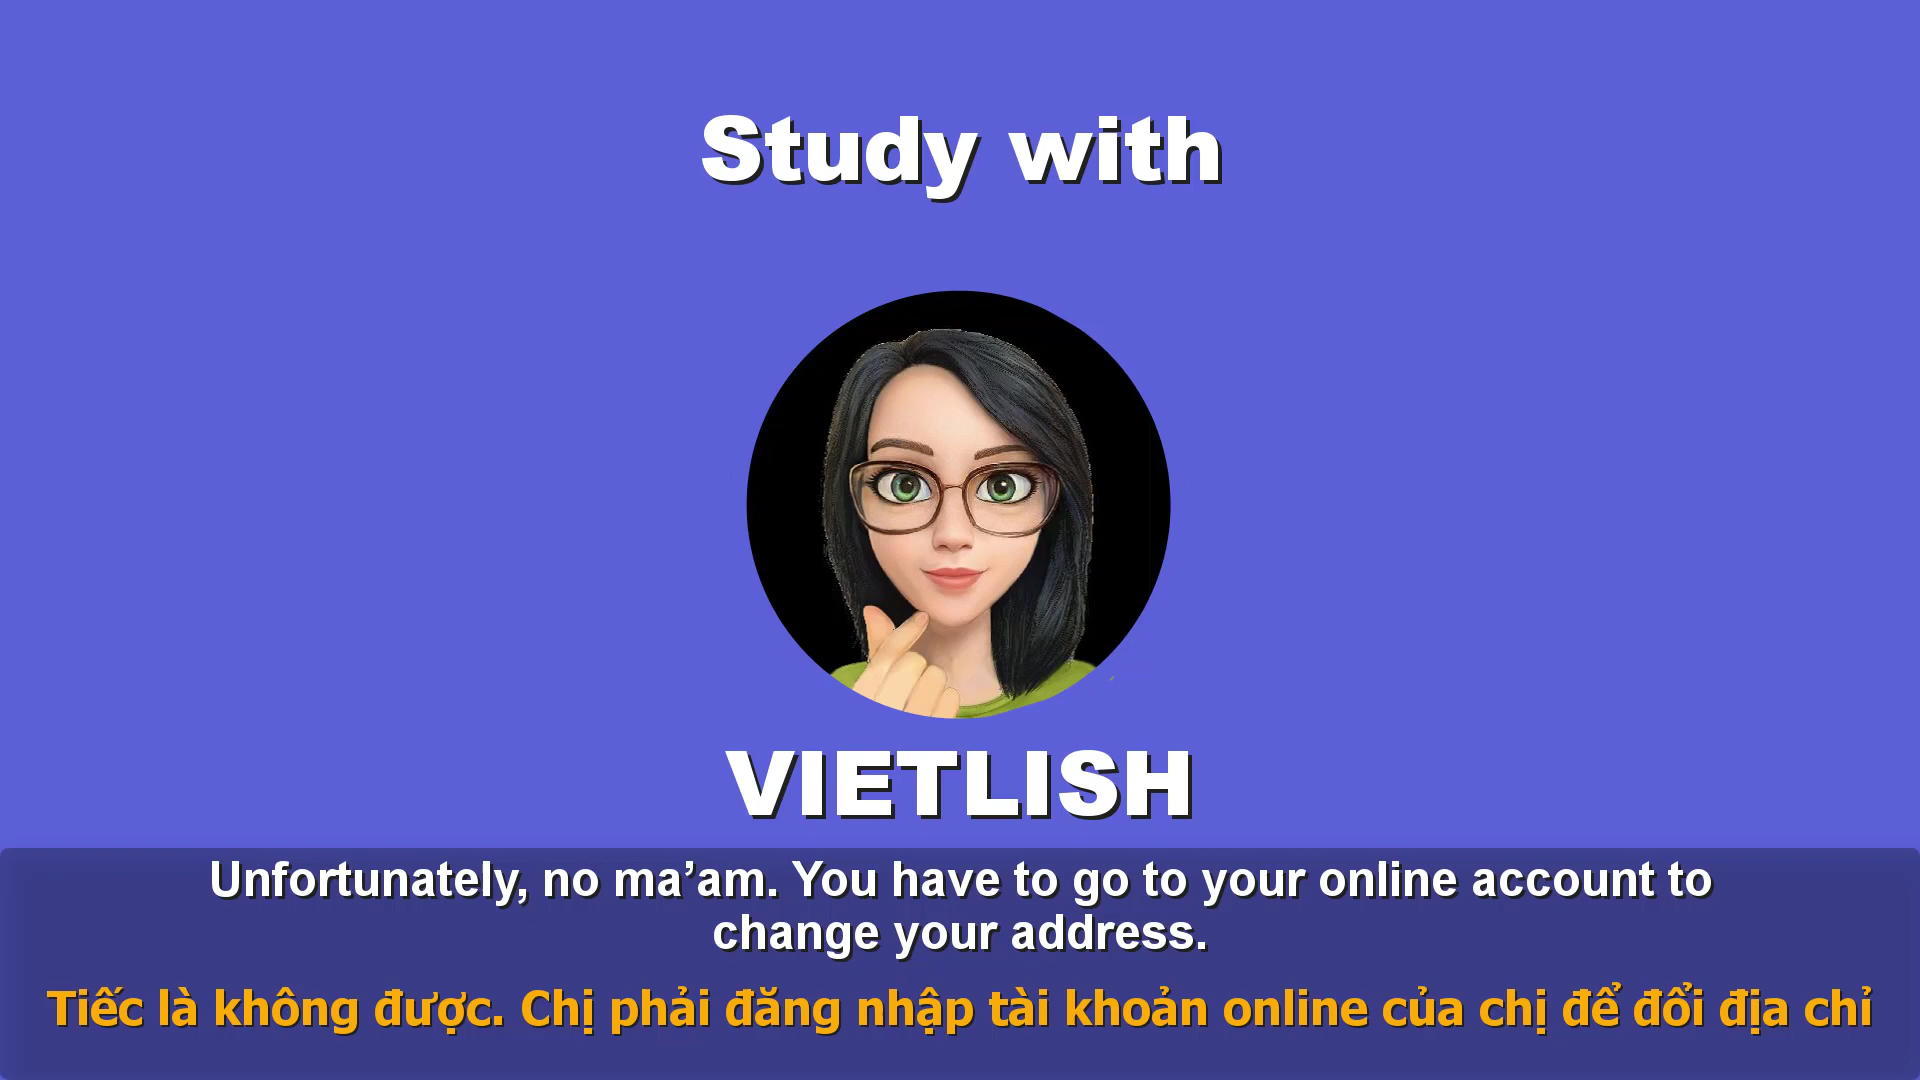 Study with
VIETLISH
Unfortunately, no ma’am. You have to go to your online account to
change your address.
Tiếc là không được. Chị phải đăng nhập tài khoản online của chị để đổi địa chỉ